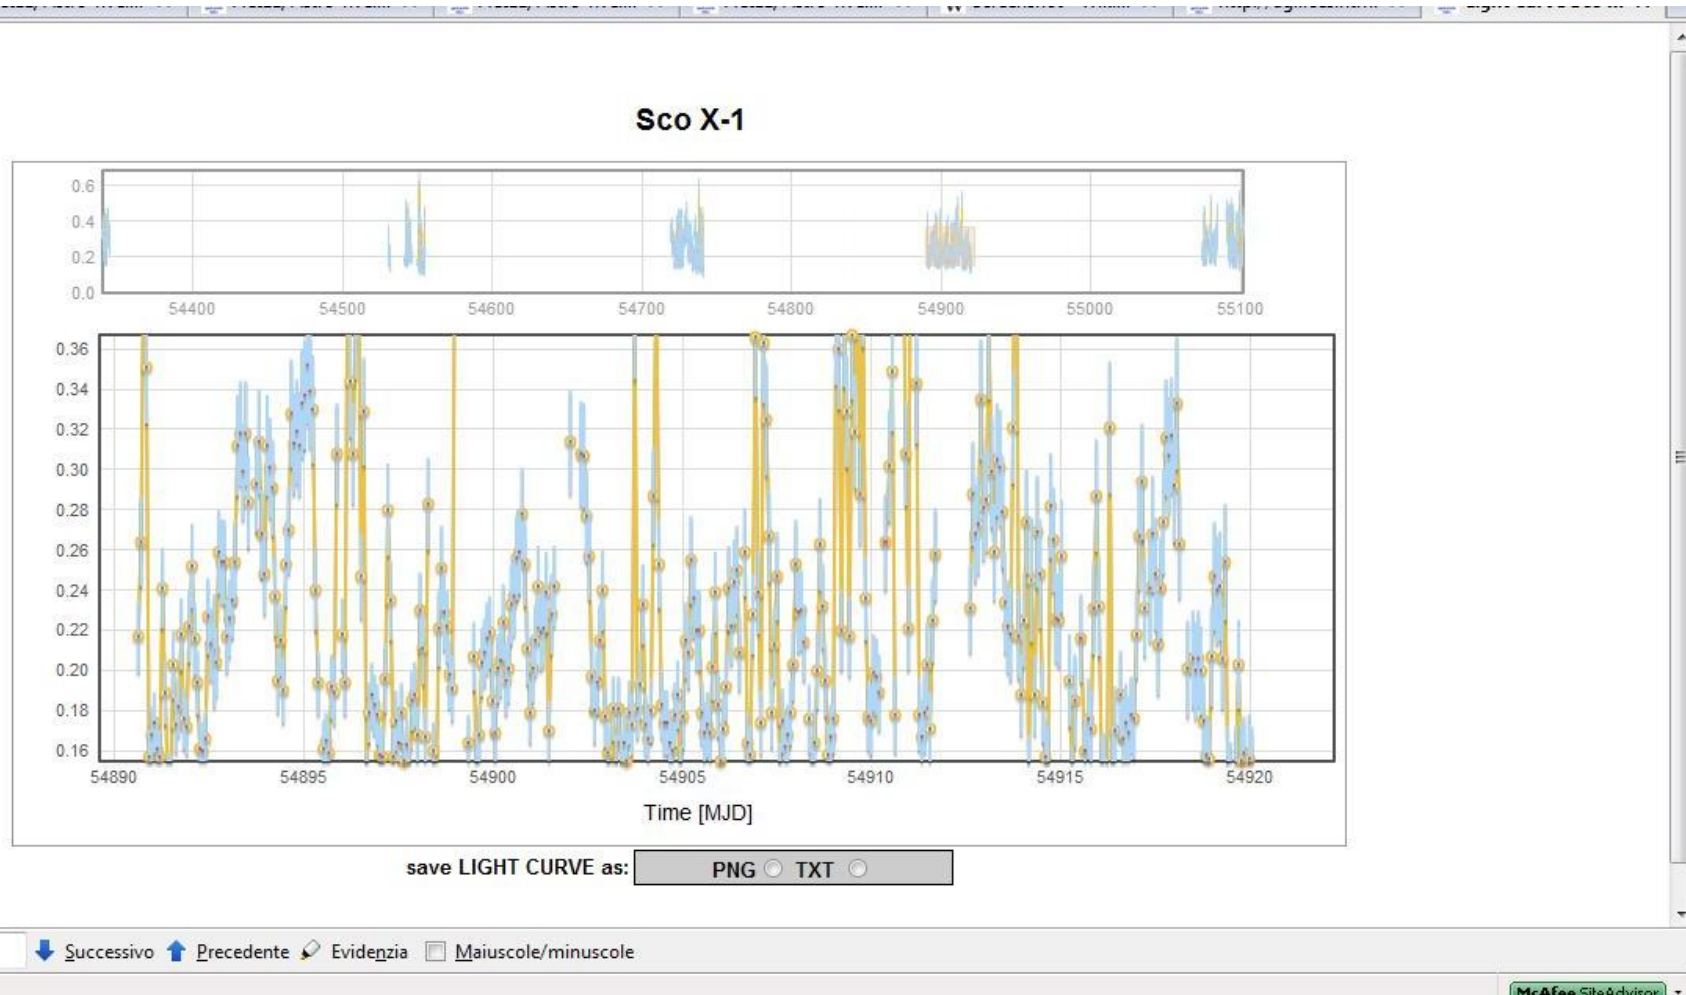 Sco X-1
0.6
0.4
0.2
0.0
54400 54500 54600 54700 54800 54900 55000 55100
0.36
0.34
0.32
0.30
0.28
0.26
0.24
0.22
0.20
0.18
0.16
54890 54895 54900 54905 54910 54915 54920
Time [MJD]
save LIGHT CURVE as: PNG TXT
Successivo Precedente Evidenzia Maiuscole/minuscole
McAfee SiteAdvisor